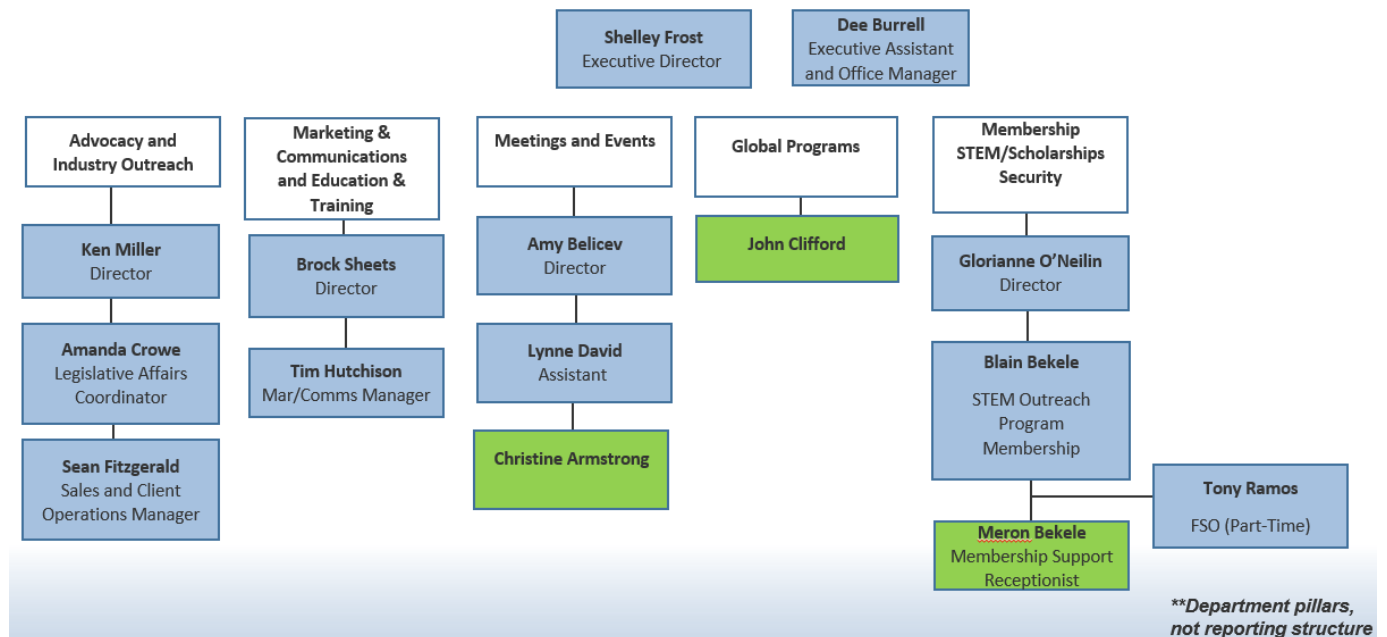 Shelley Frost
Executive Director
Dee Burrell
Executive Assistant
and Office Manager
Advocacy and
Industry Outreach
Marketing &
Communications
and Education &
Training
Meetings and Events
Global Programs
Membership
STEM/Scholarships
Security
Ken Miller
Director
Brock Sheets
Director
Amy Belicev
Director
John Clifford
Glorianne O’Neilin
Director
Amanda Crowe
Legislative Affairs
Coordinator
Tim Hutchison
Mar/Comms Manager
Lynne David
Assistant
Blain Bekele
STEM Outreach
Program
Membership
Sean Fitzgerald
Sales and Client
Operations Manager
Christine Armstrong
Tony Ramos
FSO (Part-Time)
Meron Bekele
Membership Support
Receptionist
**Department pillars,
not reporting structure